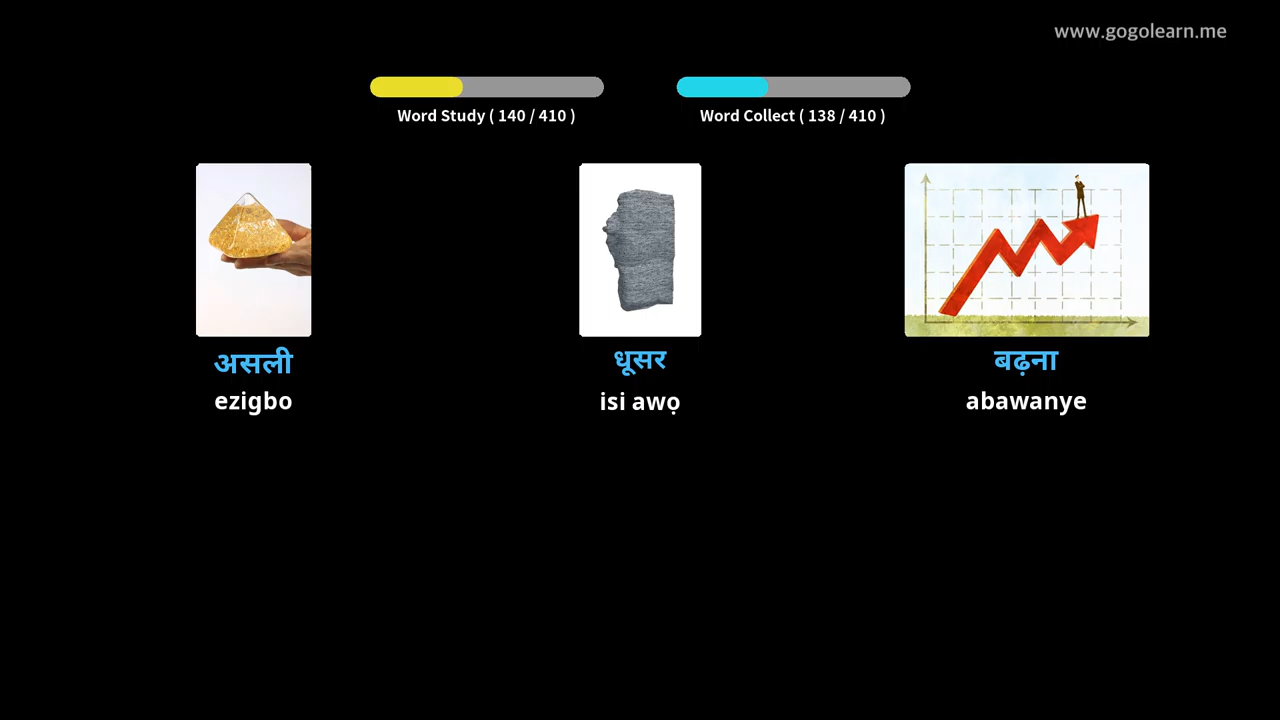 www.gogolearn.me
Word Study ( 140 / 410 )
Word Collect ( 138 / 410 )
असली
ezigbo
धूसर
isi awọ
बढ़ना
abawanye